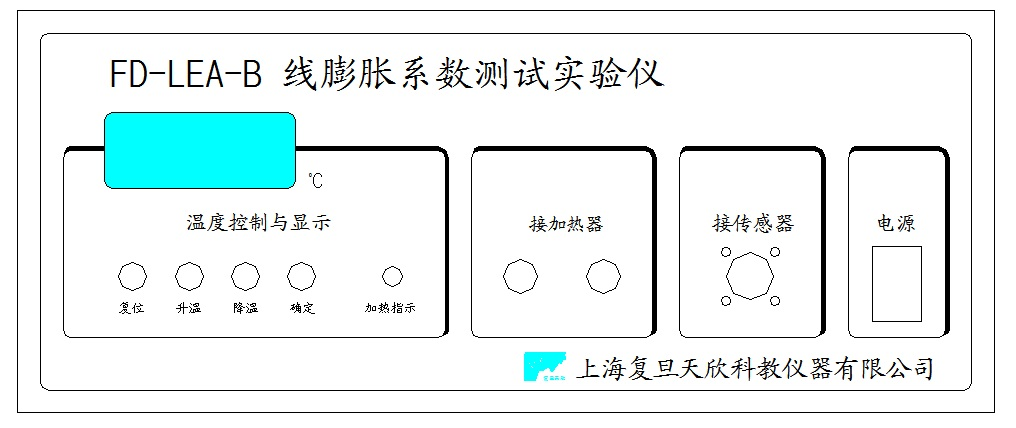 FD-LEA-B 线膨胀系数测试实验仪
℃
温度控制与显示
复位 升温 降温 确定 加热指示
接加热器
接传感器
电源
上海复旦天欣科教仪器有限公司